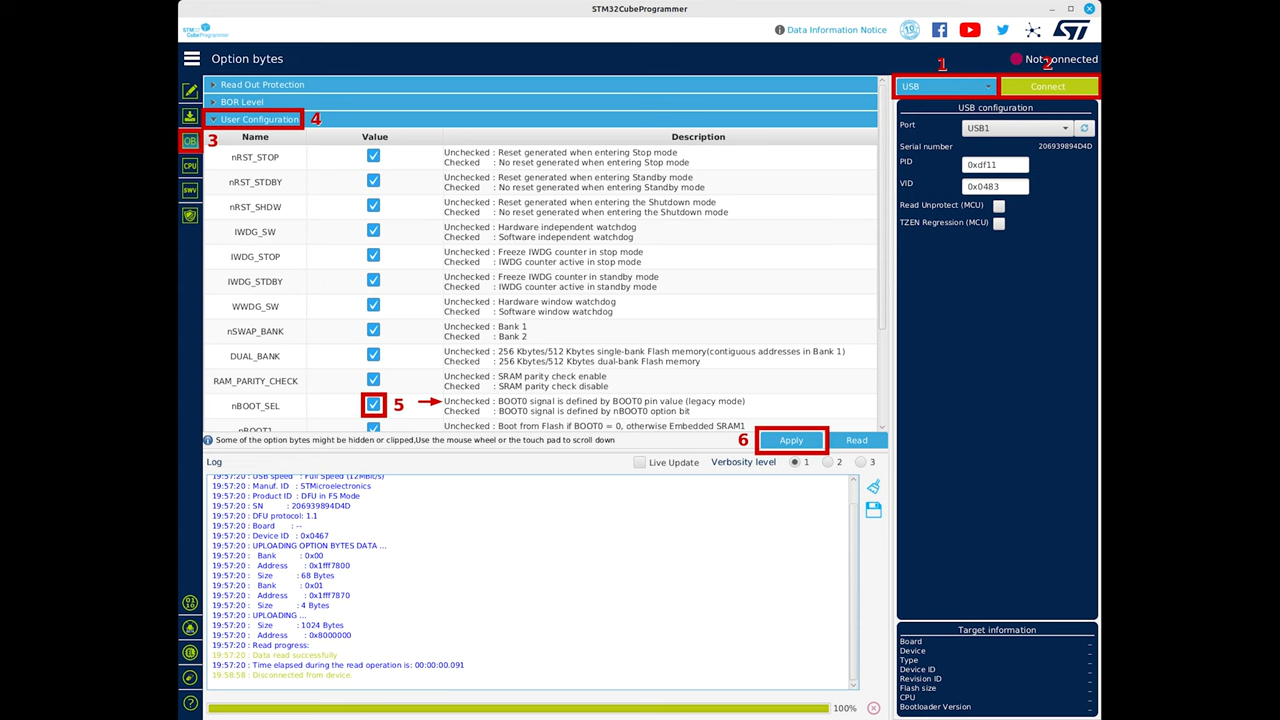 STM32CubeProgrammer
STM32
CubeProgrammer
Data Information Notice
Option bytes
Not connected
1
2
Read Out Protection
BOR Level
User Configuration
4
3
OB
CPU
SWV
Name Value Description
nRST_STOP
Unchecked : Reset generated when entering Stop mode
Checked : No reset generated when entering Stop mode
nRST_STDBY
Unchecked : Reset generated when entering Standby mode
Checked : No reset generated when entering Standby mode
nRST_SHDW
Unchecked : Reset generated when entering the Shutdown mode
Checked : No reset generated when entering the Shutdown mode
IWDG_SW
Unchecked : Hardware independent watchdog
Checked : Software independent watchdog
IWDG_STOP
Unchecked : Freeze IWDG counter in stop mode
Checked : IWDG counter active in stop mode
IWDG_STDBY
Unchecked : Freeze IWDG counter in standby mode
Checked : IWDG counter active in standby mode
WWDG_SW
Unchecked : Hardware window watchdog
Checked : Software window watchdog
nSWAP_BANK
Unchecked : Bank 1
Checked : Bank 2
DUAL_BANK
Unchecked : 256 Kbytes/512 Kbytes single-bank Flash memory(contiguous addresses in Bank 1)
Checked : 256 Kbytes/512 Kbytes dual-bank Flash memory
RAM_PARITY_CHECK
Unchecked : SRAM parity check enable
Checked : SRAM parity check disable
nBOOT_SEL
5
Unchecked : BOOT0 signal is defined by BOOT0 pin value (legacy mode)
Checked : BOOT0 signal is defined by nBOOT0 option bit
nBOOT1
Unchecked : Boot from Flash if BOOT0 = 0, otherwise Embedded SRAM1
Some of the option bytes might be hidden or clipped,Use the mouse wheel or the touch pad to scroll down
6
Apply
Read
Log
Live Update
Verbosity level
1
2
3
19:57:20 : USB speed : Full Speed (12MBit/s)
19:57:20 : Manuf. ID : STMicroelectronics
19:57:20 : Product ID : DFU in FS Mode
19:57:20 : SN : 206939894D4D
19:57:20 : DFU protocol: 1.1
19:57:20 : Board : --
19:57:20 : Device ID : 0x0467
19:57:20 : UPLOADING OPTION BYTES DATA ...
19:57:20 : Bank : 0x00
19:57:20 : Address : 0x1fff7800
19:57:20 : Size : 68 Bytes
19:57:20 : Bank : 0x01
19:57:20 : Address : 0x1fff7870
19:57:20 : Size : 4 Bytes
19:57:20 : UPLOADING ...
19:57:20 : Size : 1024 Bytes
19:57:20 : Address : 0x8000000
19:57:20 : Read progress:
19:57:20 : Data read successfully
19:57:20 : Time elapsed during the read operation is: 00:00:00.091
19:58:58 : Disconnected from device.
100%
USB
Connect
USB configuration
Port USB1
Serial number 206939894D4D
PID 0xdf11
VID 0x0483
Read Unprotect (MCU)
TZEN Regression (MCU)
Target information
Board _
Device _
Type _
Device ID _
Revision ID _
Flash size _
CPU _
Bootloader Version _